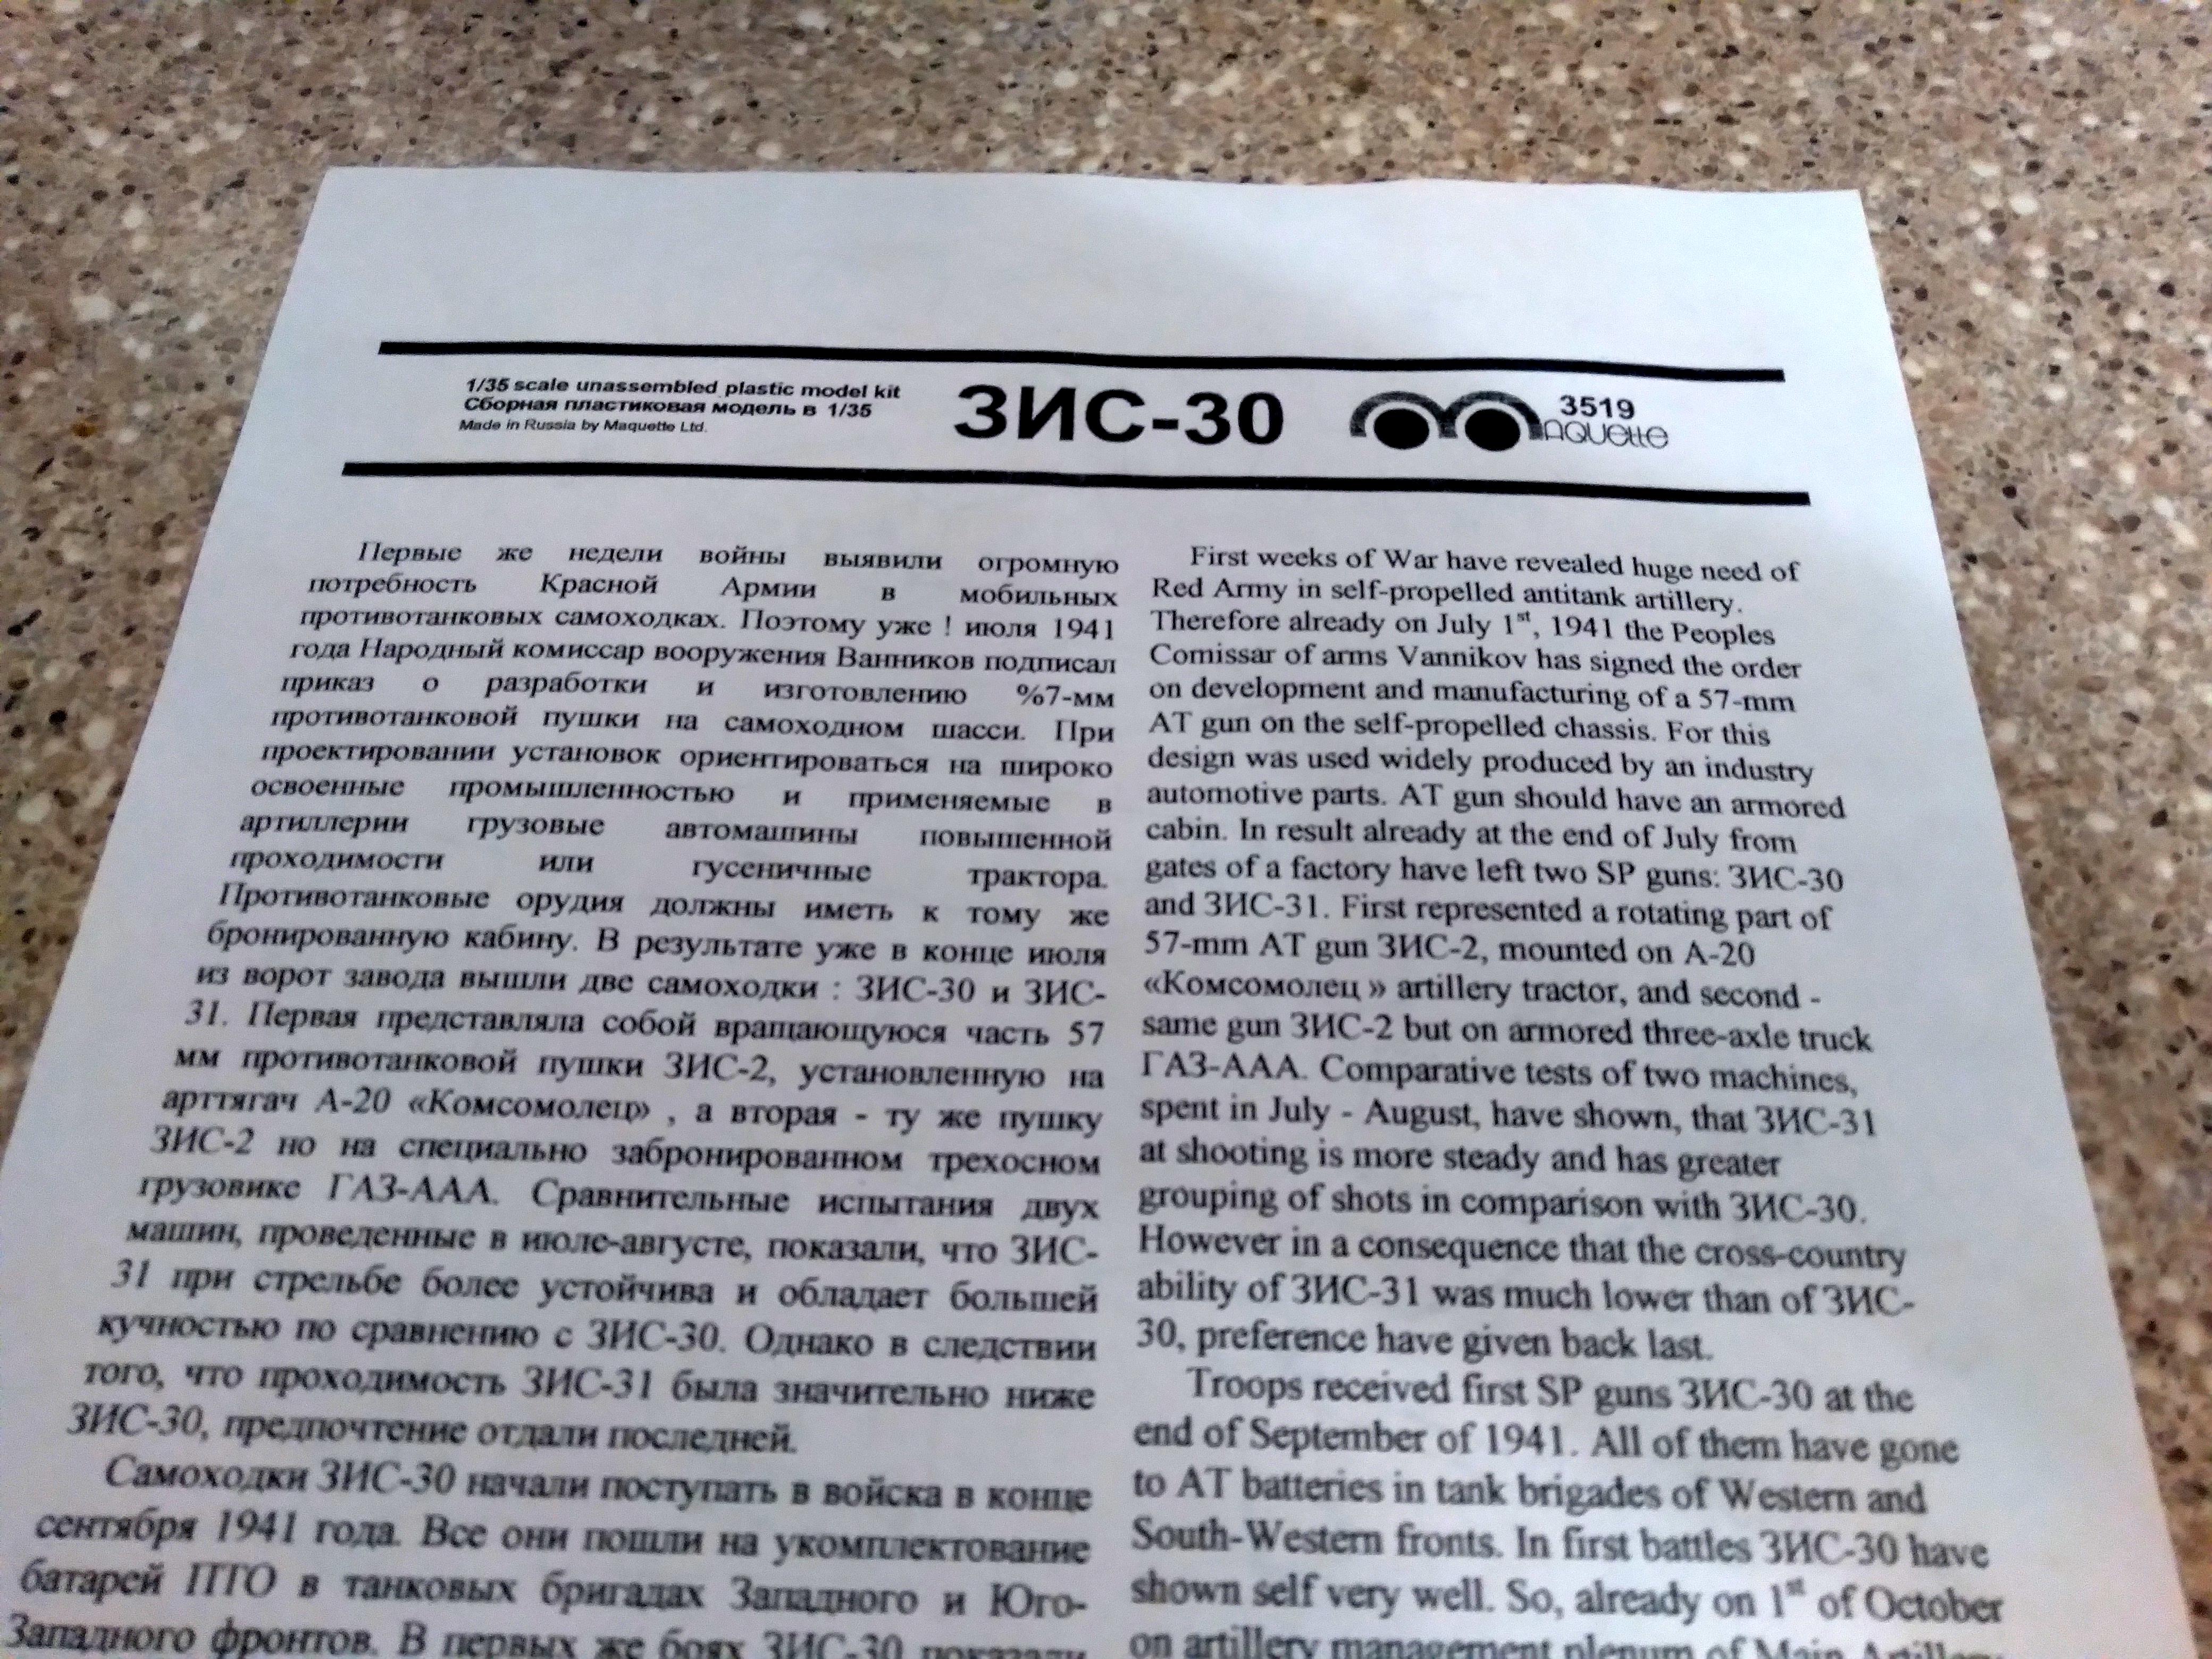 1/35 scale unassembled plastic model kit
Сборная пластиковая модель в 1/35
Made in Russia by Maquette Ltd.
ЗИС-30
3519
maquette
Первые же недели войны выявили огромную
потребность Красной Армии в мобильных
противотанковых самоходках. Поэтому уже ! июля 1941
года Народный комиссар вооружения Ванников подписал
приказ о разработки и изготовлению %7-мм
противотанковой пушки на самоходном шасси. При
проектировании установок ориентироваться на широко
освоенные промышленностью и применяемые в
артиллерии грузовые автомашины повышенной
проходимости или гусеничные трактора.
Противотанковые орудия должны иметь к тому же
бронированную кабину. В результате уже в конце июля
из ворот завода вышли две самоходки : ЗИС-30 и ЗИС-
31. Первая представляла собой вращающуюся часть 57
мм противотанковой пушки ЗИС-2, установленную на
арттягач А-20 «Комсомолец» , а вторая - ту же пушку
ЗИС-2 но на специально забронированном трехосном
грузовике ГАЗ-ААА. Сравнительные испытания двух
машин, проведенные в июле-августе, показали, что ЗИС-
31 при стрельбе более устойчива и обладает большей
кучностью по сравнению с ЗИС-30. Однако в следствии
того, что проходимость ЗИС-31 была значительно ниже
ЗИС-30, предпочтение отдали последней.
Самоходки ЗИС-30 начали поступать в войска в конце
сентября 1941 года. Все они пошли на укомплектование
батарей ПТО в танковых бригадах Западного и Юго-
Западного фронтов. В первых же боях ЗИС-30 показали
First weeks of War have revealed huge need of
Red Army in self-propelled antitank artillery.
Therefore already on July 1st, 1941 the Peoples
Comissar of arms Vannikov has signed the order
on development and manufacturing of a 57-mm
AT gun on the self-propelled chassis. For this
design was used widely produced by an industry
automotive parts. AT gun should have an armored
cabin. In result already at the end of July from
gates of a factory have left two SP guns: ЗИС-30
and ЗИС-31. First represented a rotating part of
57-mm AT gun ЗИС-2, mounted on A-20
«Комсомолец » artillery tractor, and second -
same gun ЗИС-2 but on armored three-axle truck
ГАЗ-ААА. Comparative tests of two machines,
spent in July - August, have shown, that ЗИС-31
at shooting is more steady and has greater
grouping of shots in comparison with ЗИС-30.
However in a consequence that the cross-country
ability of ЗИС-31 was much lower than of ЗИС-
30, preference have given back last.
Troops received first SP guns ЗИС-30 at the
end of September of 1941. All of them have gone
to AT batteries in tank brigades of Western and
South-Western fronts. In first battles ЗИС-30 have
shown self very well. So, already on 1st of October
on artillery management plenum of Main Artillery